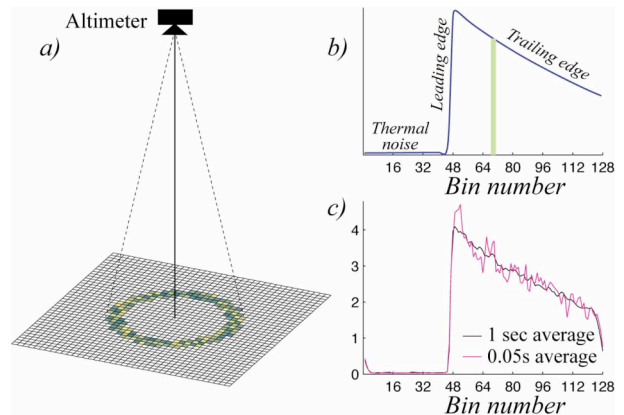 Altimeter
a)
b)
Leading edge
Trailing edge
Thermal
noise
16 32 48 64 80 96 112 128
Bin number
c)
4
3
2
1
0
1 sec average
0.05s average
16 32 48 64 80 96 112 128
Bin number